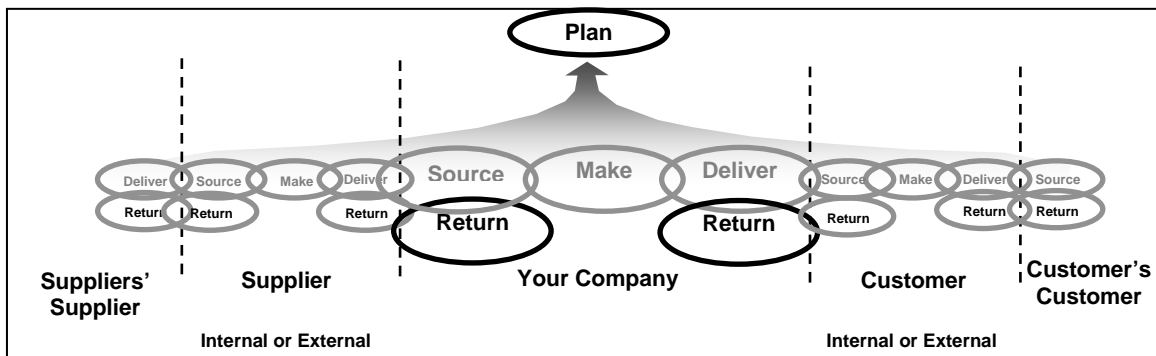 Plan
Deliver Source Make Deliver Source Make Deliver Source Make Deliver Source
Return Return Return Return Return Return Return Return
Suppliers'
Supplier
Supplier
Your Company
Customer
Customer's
Customer
Internal or External
Internal or External